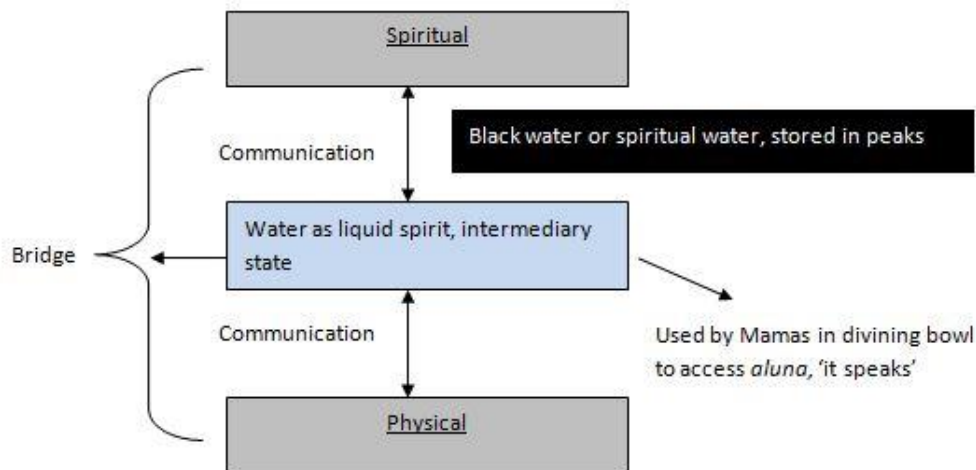 Spiritual
Black water or spiritual water, stored in peaks
Communication
Water as liquid spirit, intermediary
state
Bridge
Communication
Used by Mamas in divining bowl
to access aluna, ‘it speaks’
Physical